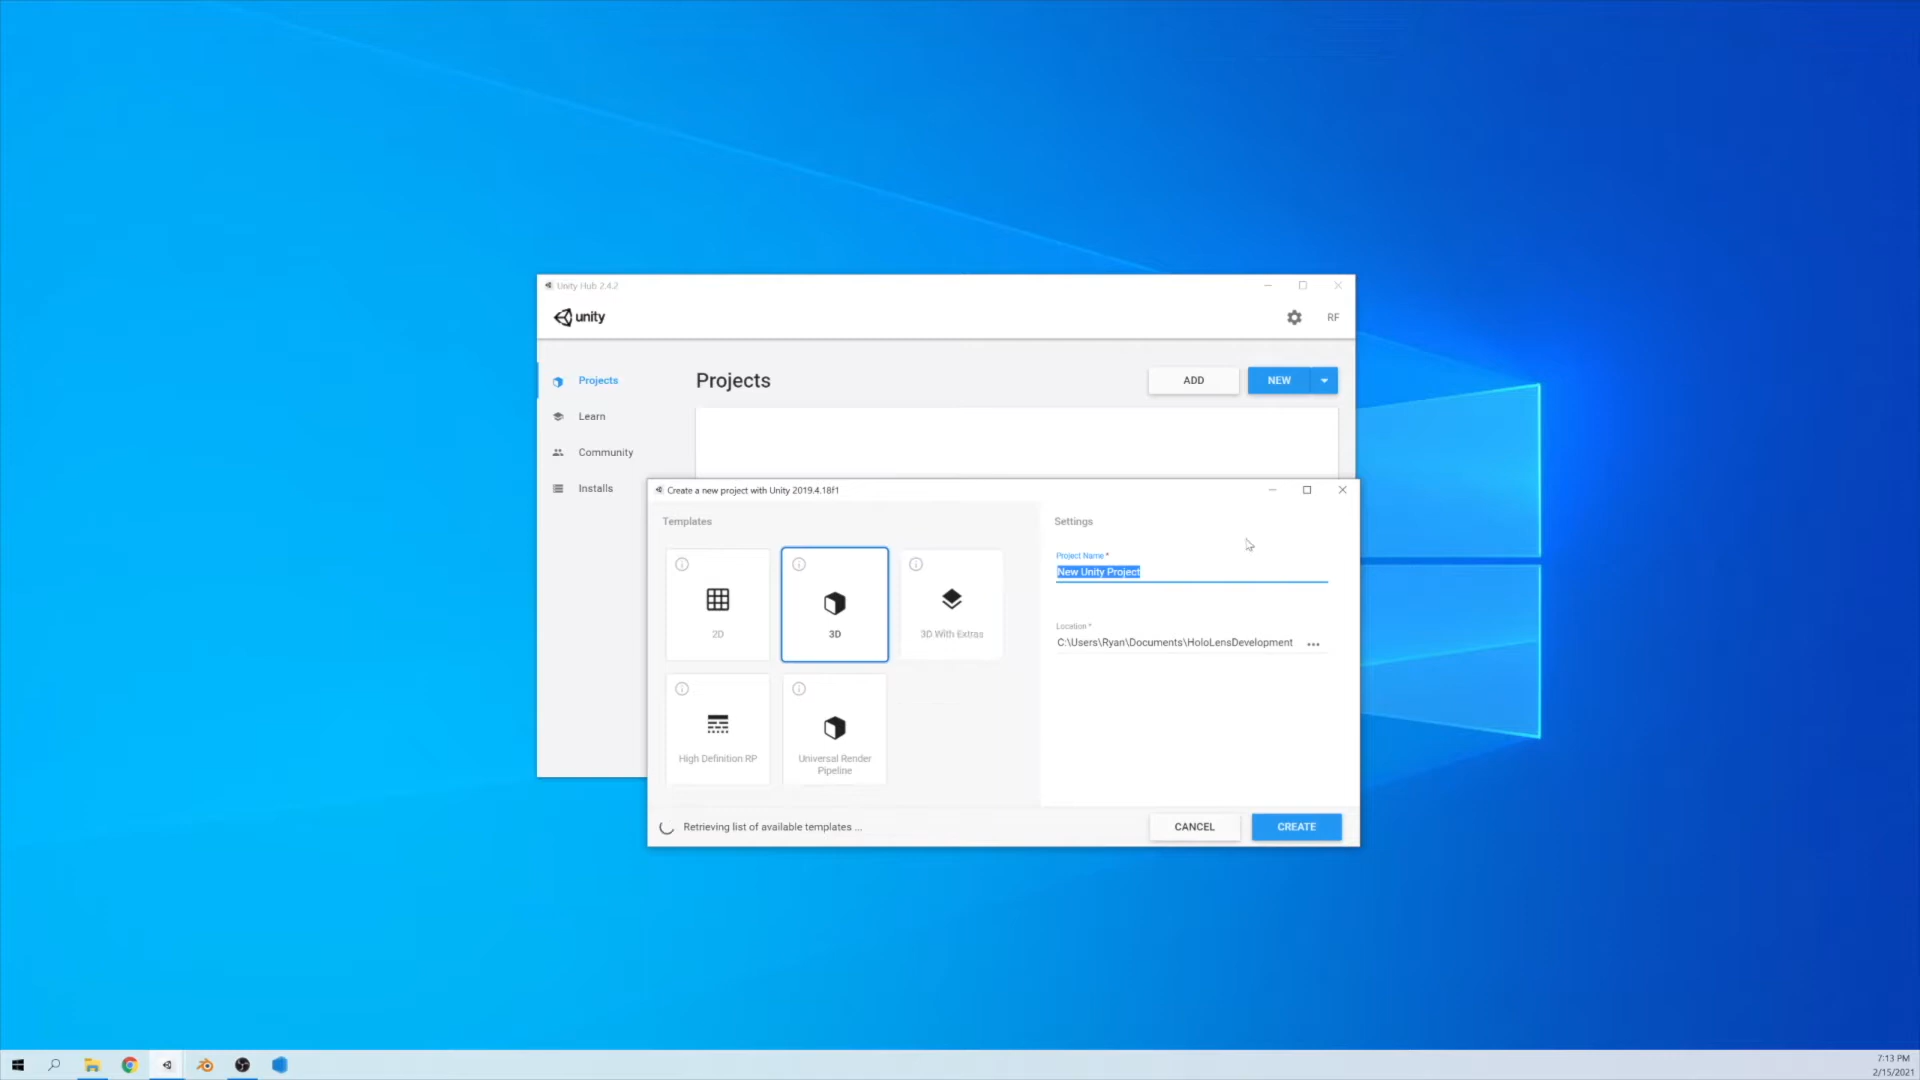 Unity Hub 2.4.2
unity
RF
Projects
Learn
Community
Installs
Projects
ADD
NEW
Create a new project with Unity 2019.4.18f1
Templates
2D
3D
3D With Extras
High Definition RP
Universal Render
Pipeline
Settings
Project Name *
New Unity Project
Location *
C:\Users\Ryan\Documents\HoloLensDevelopment
...
Retrieving list of available templates ...
CANCEL
CREATE
7:13 PM
2/15/2021